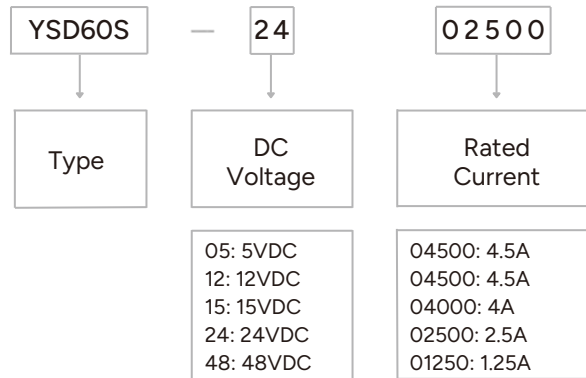 YSD60S — 24 02500
Type
DC
Voltage
Rated
Current
05: 5VDC
12: 12VDC
15: 15VDC
24: 24VDC
48: 48VDC
04500: 4.5A
04500: 4.5A
04000: 4A
02500: 2.5A
01250: 1.25A